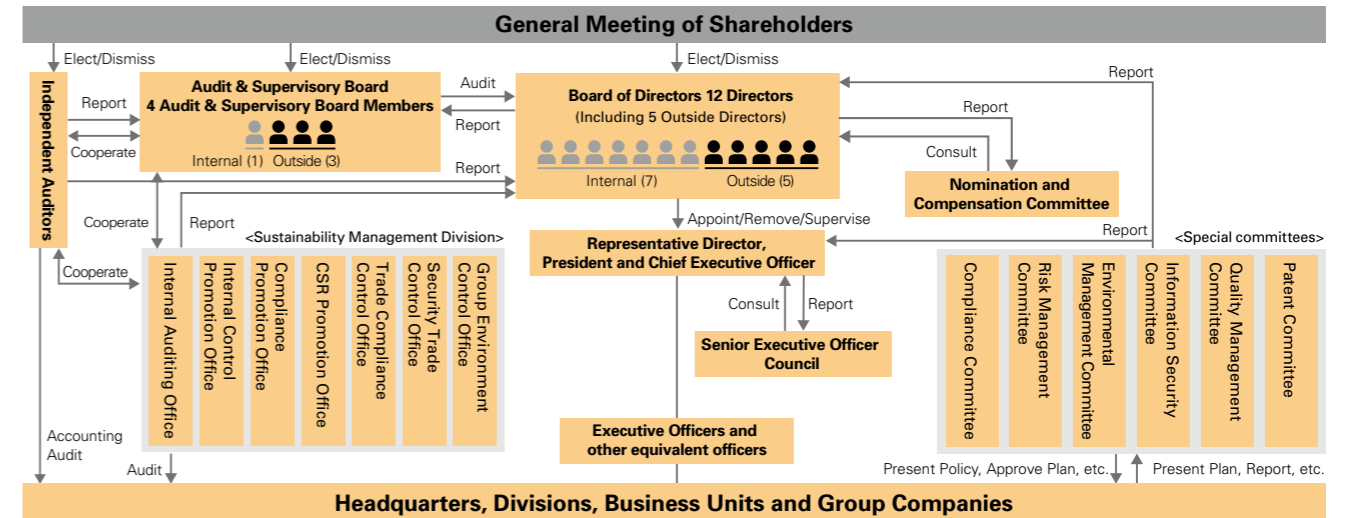 General Meeting of Shareholders
Elect/Dismiss
Elect/Dismiss
Elect/Dismiss
Independent Auditors
Report
Cooperate
Audit & Supervisory Board
4 Audit & Supervisory Board Members
Internal (1)
Outside (3)
Audit
Report
Report
Board of Directors 12 Directors
(Including 5 Outside Directors)
Internal (7)
Outside (5)
Report
Report
Consult
Nomination and
Compensation Committee
Cooperate
Report
Appoint/Remove/Supervise
Report
<Sustainability Management Division>
<Special committees>
Representative Director,
President and Chief Executive Officer
Cooperate
Internal Auditing Office
Internal Control
Promotion Office
Compliance
Promotion Office
CSR Promotion Office
Trade Compliance
Control Office
Security Trade
Control Office
Group Environment
Control Office
Consult
Report
Senior Executive Officer
Council
Compliance Committee
Risk Management
Committee
Environmental
Management Committee
Information Security
Committee
Quality Management
Committee
Patent Committee
Executive Officers and
other equivalent officers
Accounting
Audit
Audit
Present Policy, Approve Plan, etc.
Present Plan, Report, etc.
Headquarters, Divisions, Business Units and Group Companies